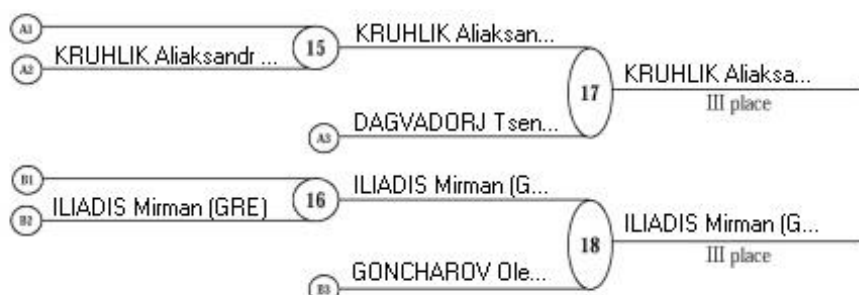 A1
KRUHLIK Aliaksandr ...
A2
15
KRUHLIK Aliaksan...
DAGVADORJ Tsen...
A3
17
KRUHLIK Aliaksa...
III place
B1
ILIADIS Mirman (GRE)
B2
16
ILIADIS Mirman (G...
GONCHAROV Ole...
B3
18
ILIADIS Mirman (G...
III place